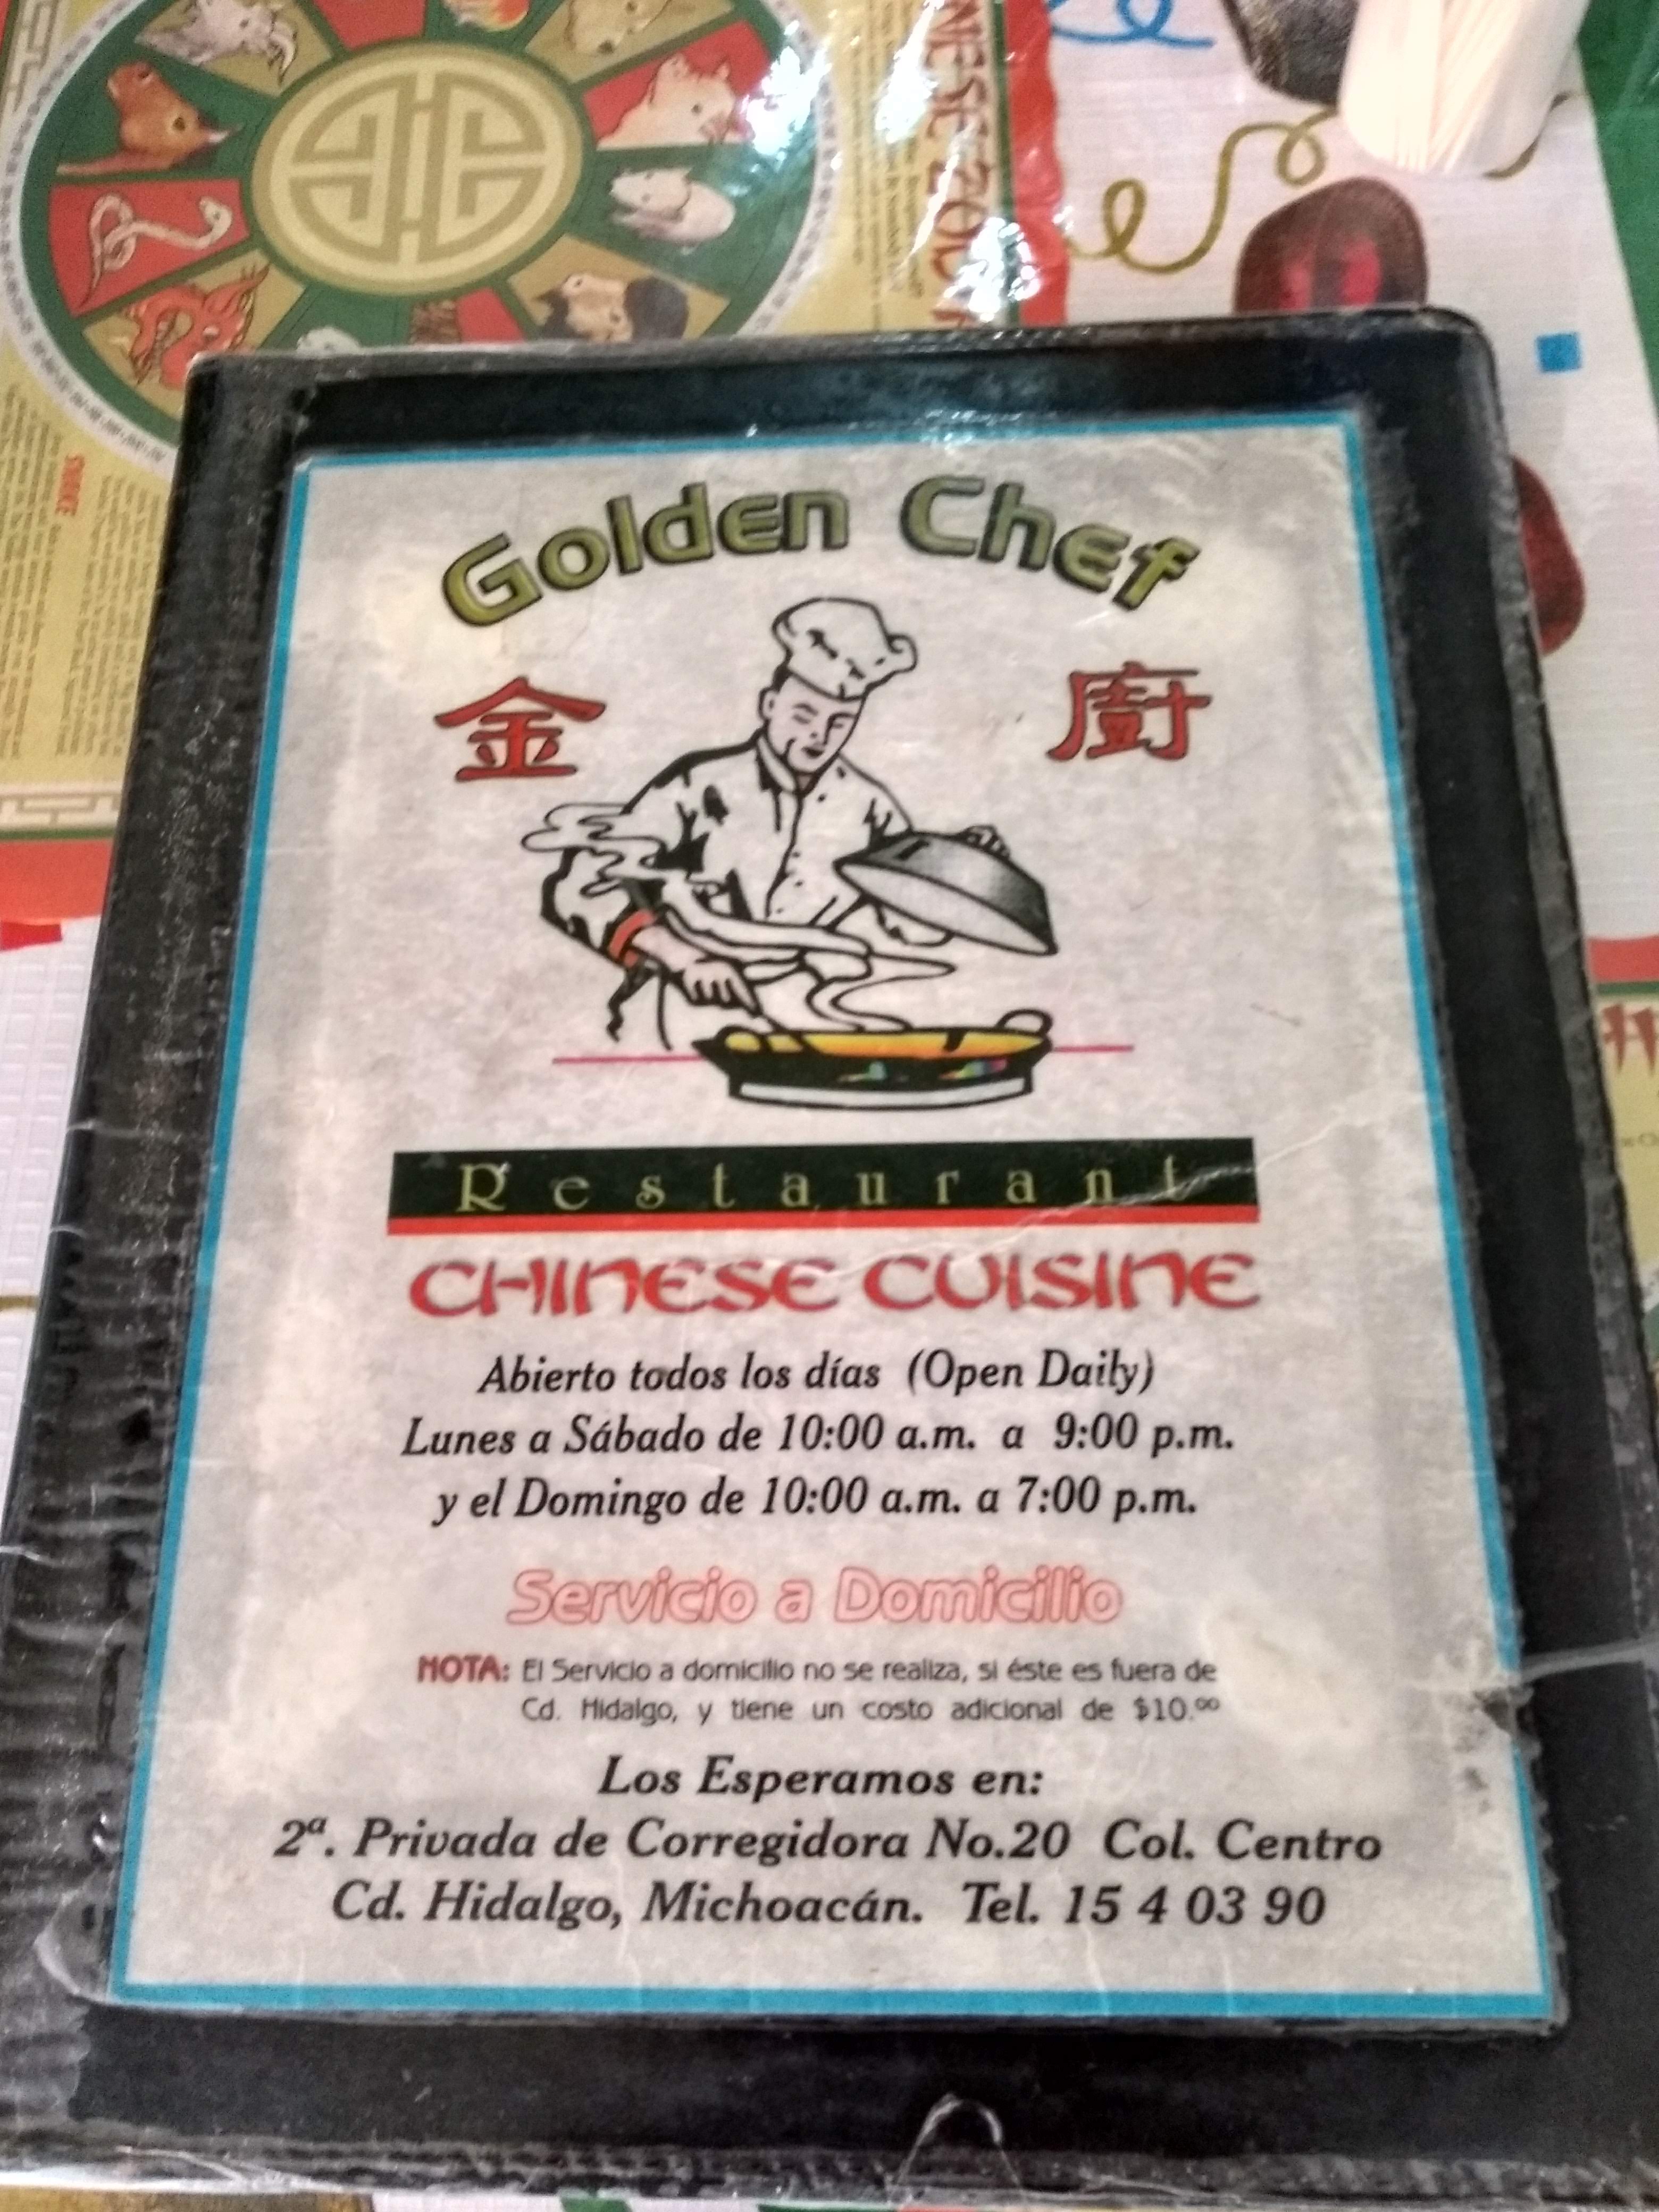 SNAKE
Golden Chef
金 廚
Restaurant
CHINESE CUISINE
Abierto todos los días (Open Daily)
Lunes a Sábado de 10:00 a.m. a 9:00 p.m.
y el Domingo de 10:00 a.m. a 7:00 p.m.
Servicio a Domicilio
NOTA: El Servicio a domicilio no se realiza, si éste es fuera de
Cd. Hidalgo, y tiene un costo adicional de $10.00
Los Esperamos en:
2ª. Privada de Corregidora No.20 Col. Centro
Cd. Hidalgo, Michoacán. Tel. 15 4 03 90